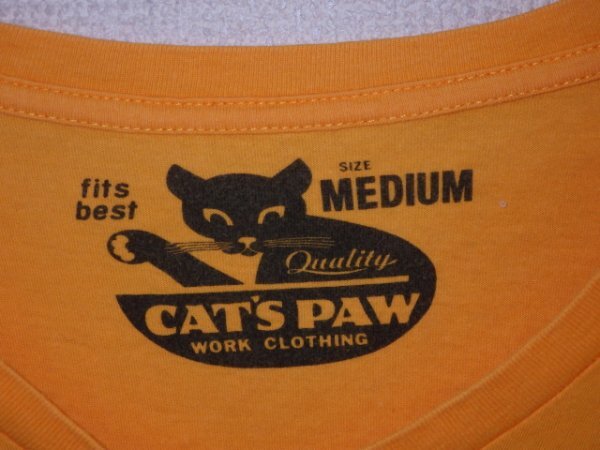 fits
best
SIZE
MEDIUM
Quality
CAT'S PAW
WORK CLOTHING